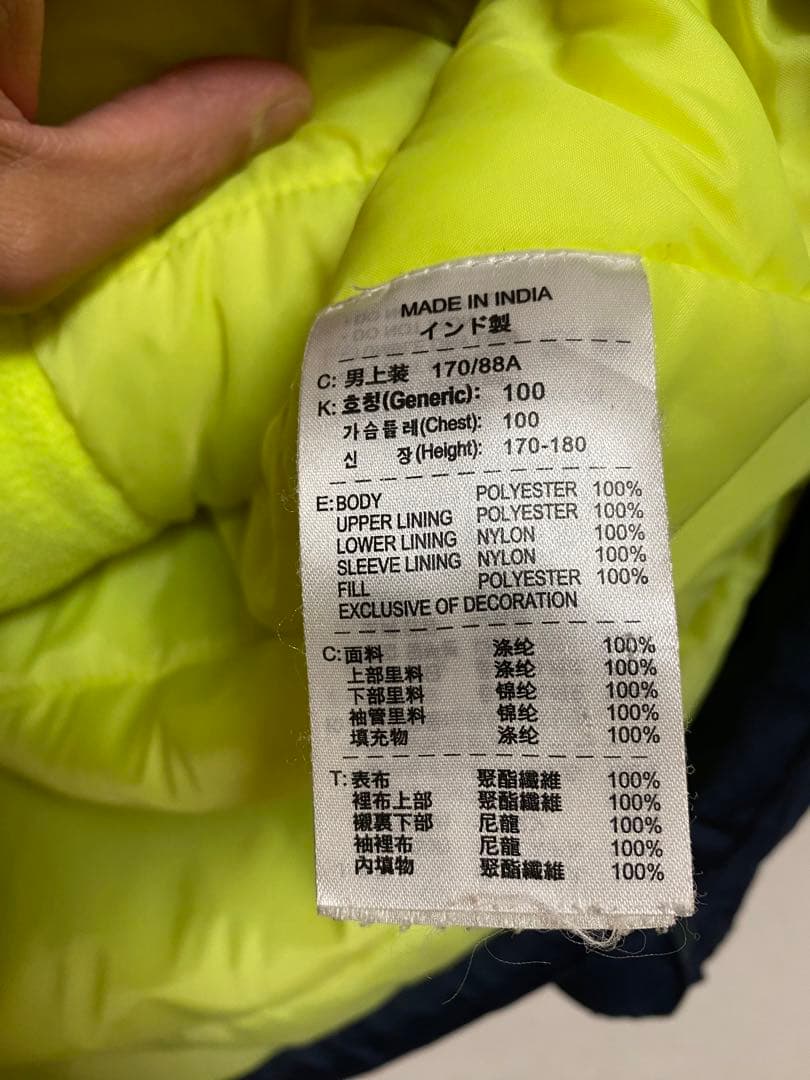 MADE IN INDIA
インド製
C: 男上装 170/88A
K: 호칭(Generic): 100
가슴둘레(Chest): 100
신 장(Height): 170-180
E: BODY POLYESTER 100%
UPPER LINING POLYESTER 100%
LOWER LINING NYLON 100%
SLEEVE LINING NYLON 100%
FILL POLYESTER 100%
EXCLUSIVE OF DECORATION
C: 面料 涤纶 100%
上部里料 涤纶 100%
下部里料 锦纶 100%
袖管里料 锦纶 100%
填充物 涤纶 100%
T: 表布 聚酯纖維 100%
裡布上部 聚酯纖維 100%
襯裏下部 尼龍 100%
袖裡布 尼龍 100%
內填物 聚酯纖維 100%